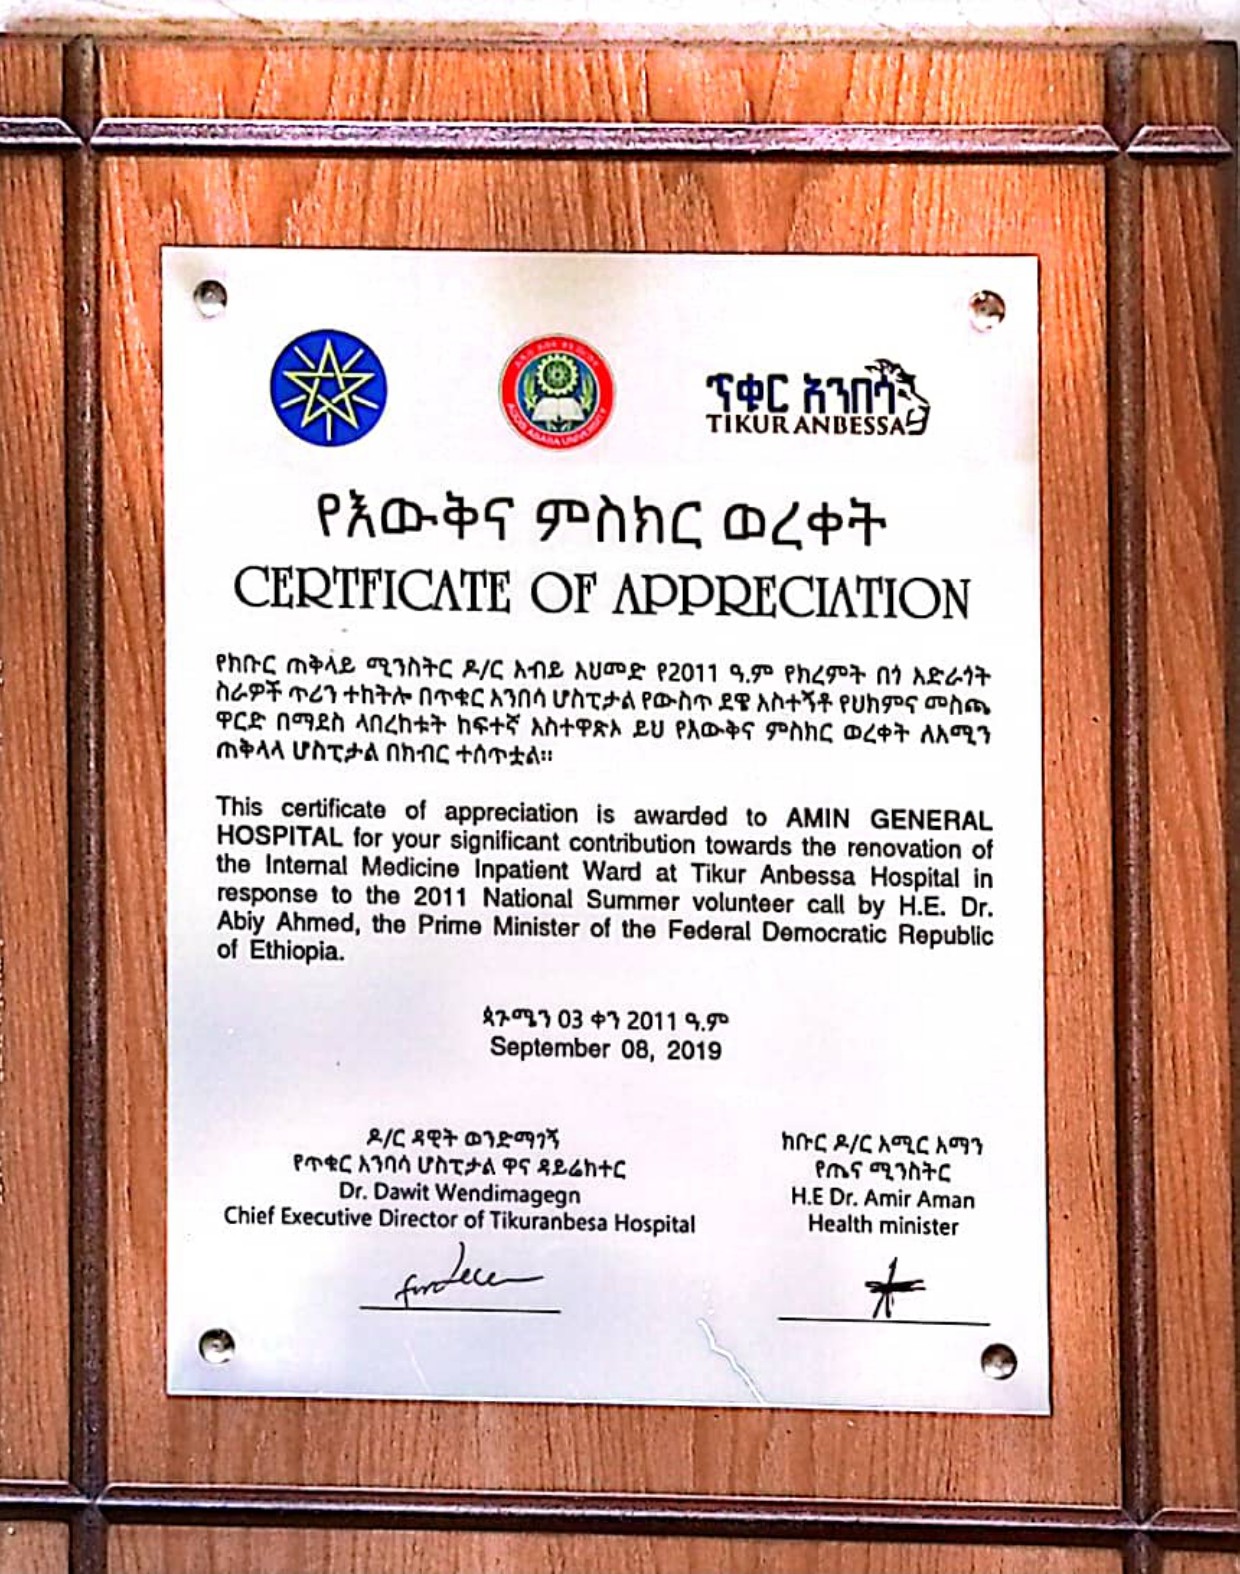 ADDIS ABABA UNIVERSITY
ጥቁር አንበሳ
TIKUR ANBESSA
የእውቅና ምስክር ወረቀት
CERTFICATE OF APPRECIATION
የክቡር ጠቅላይ ሚንስትር ዶ/ር አብይ አህመድ የ2011 ዓ.ም የክረምት በጎ አድራጎት
ስራዎች ጥሪን ተከትሎ በጥቁር አንበሳ ሆስፒታል የውስጥ ደዌ አስተኝቶ የህክምና መስጫ
ዋርድ በማደስ ላበረከቱት ከፍተኛ አስተዋጽኦ ይህ የእውቅና ምስክር ወረቀት ለአሚን
ጠቅላላ ሆስፒታል በክብር ተሰጥቷል።
This certificate of appreciation is awarded to AMIN GENERAL
HOSPITAL for your significant contribution towards the renovation of
the Internal Medicine Inpatient Ward at Tikur Anbessa Hospital in
response to the 2011 National Summer volunteer call by H.E. Dr.
Abiy Ahmed, the Prime Minister of the Federal Democratic Republic
of Ethiopia.
ጳጉሜን 03 ቀን 2011 ዓ.ም
September 08, 2019
ዶ/ር ዳዊት ወንድማገኝ
የጥቁር አንባሳ ሆስፒታል ዋና ዳይሬክተር
Dr. Dawit Wendimagegn
Chief Executive Director of Tikuranbesa Hospital
ክቡር ዶ/ር አሚር አማን
የጤና ሚንስትር
H.E Dr. Amir Aman
Health minister